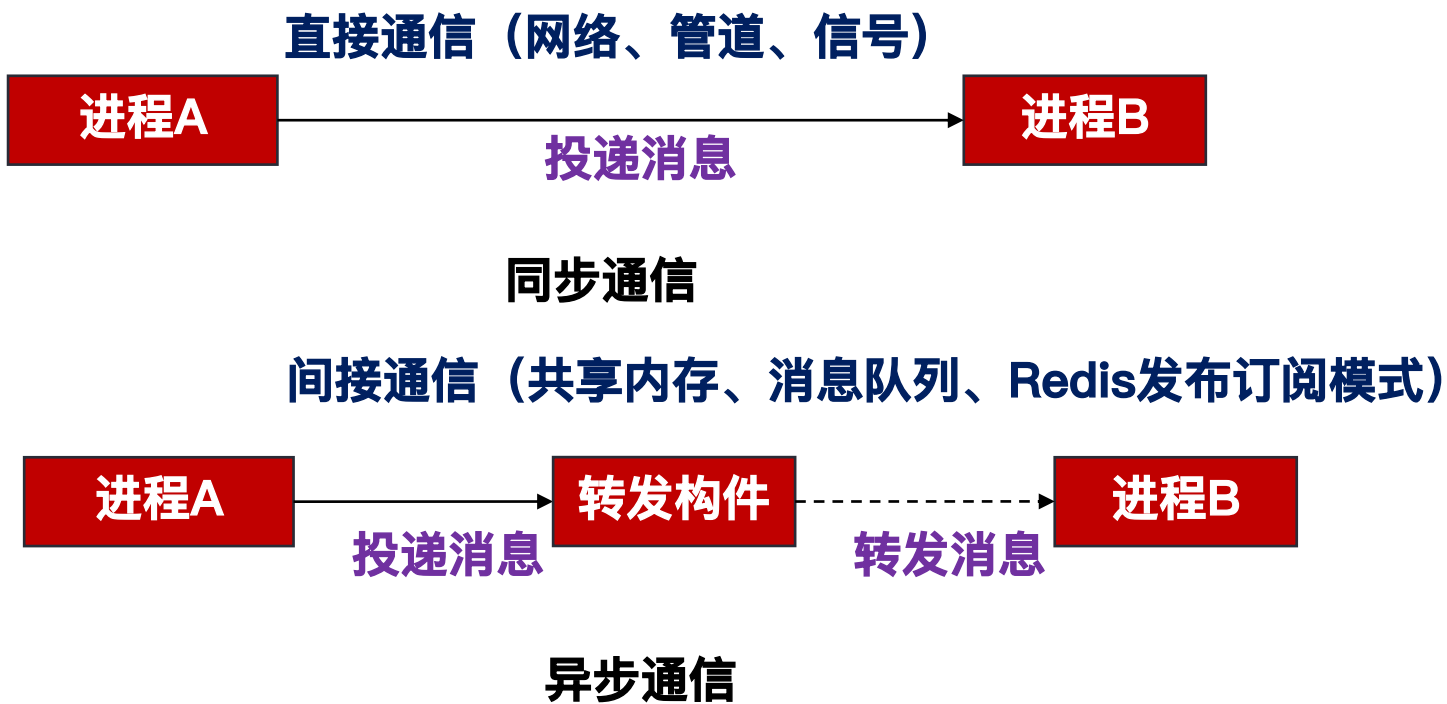 直接通信（网络、管道、信号）
进程A
进程B
投递消息
同步通信
间接通信（共享内存、消息队列、Redis发布订阅模式）
进程A
转发构件
进程B
投递消息
转发消息
异步通信